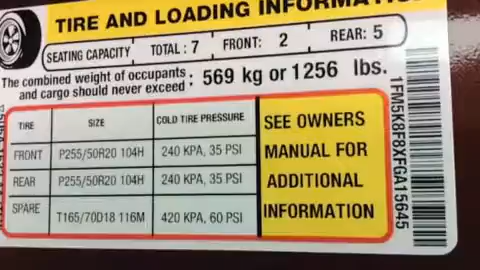 TIRE AND LOADING INFORMATI
SEATING CAPACITY TOTAL : 7 FRONT: 2 REAR: 5
The combined weight of occupants
and cargo should never exceed : 569 kg or 1256 lbs.
TIRE SIZE COLD TIRE PRESSURE
FRONT P255/50R20 104H 240 KPA, 35 PSI
REAR P255/50R20 104H 240 KPA, 35 PSI
SPARE T165/70D18 116M 420 KPA, 60 PSI
SEE OWNERS
MANUAL FOR
ADDITIONAL
INFORMATION
1FM5K8F8XFGA15645